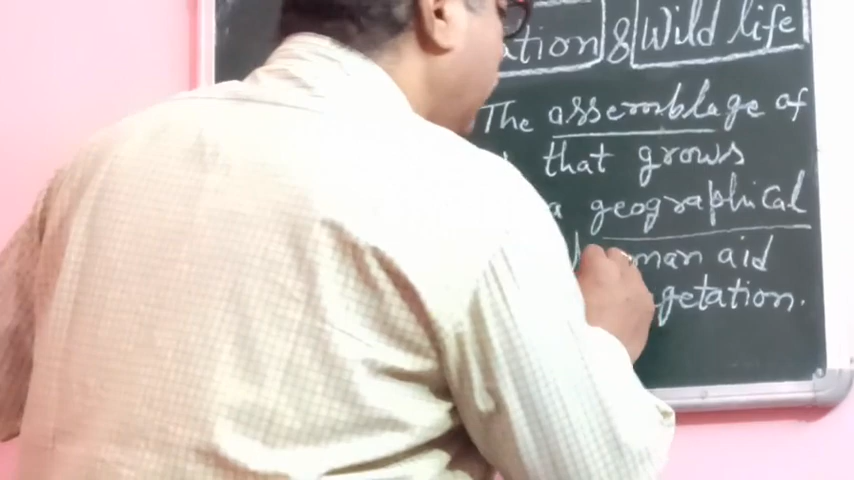 ation & Wild life
The assemblage of
that grows
a geographical
man aid
getation.